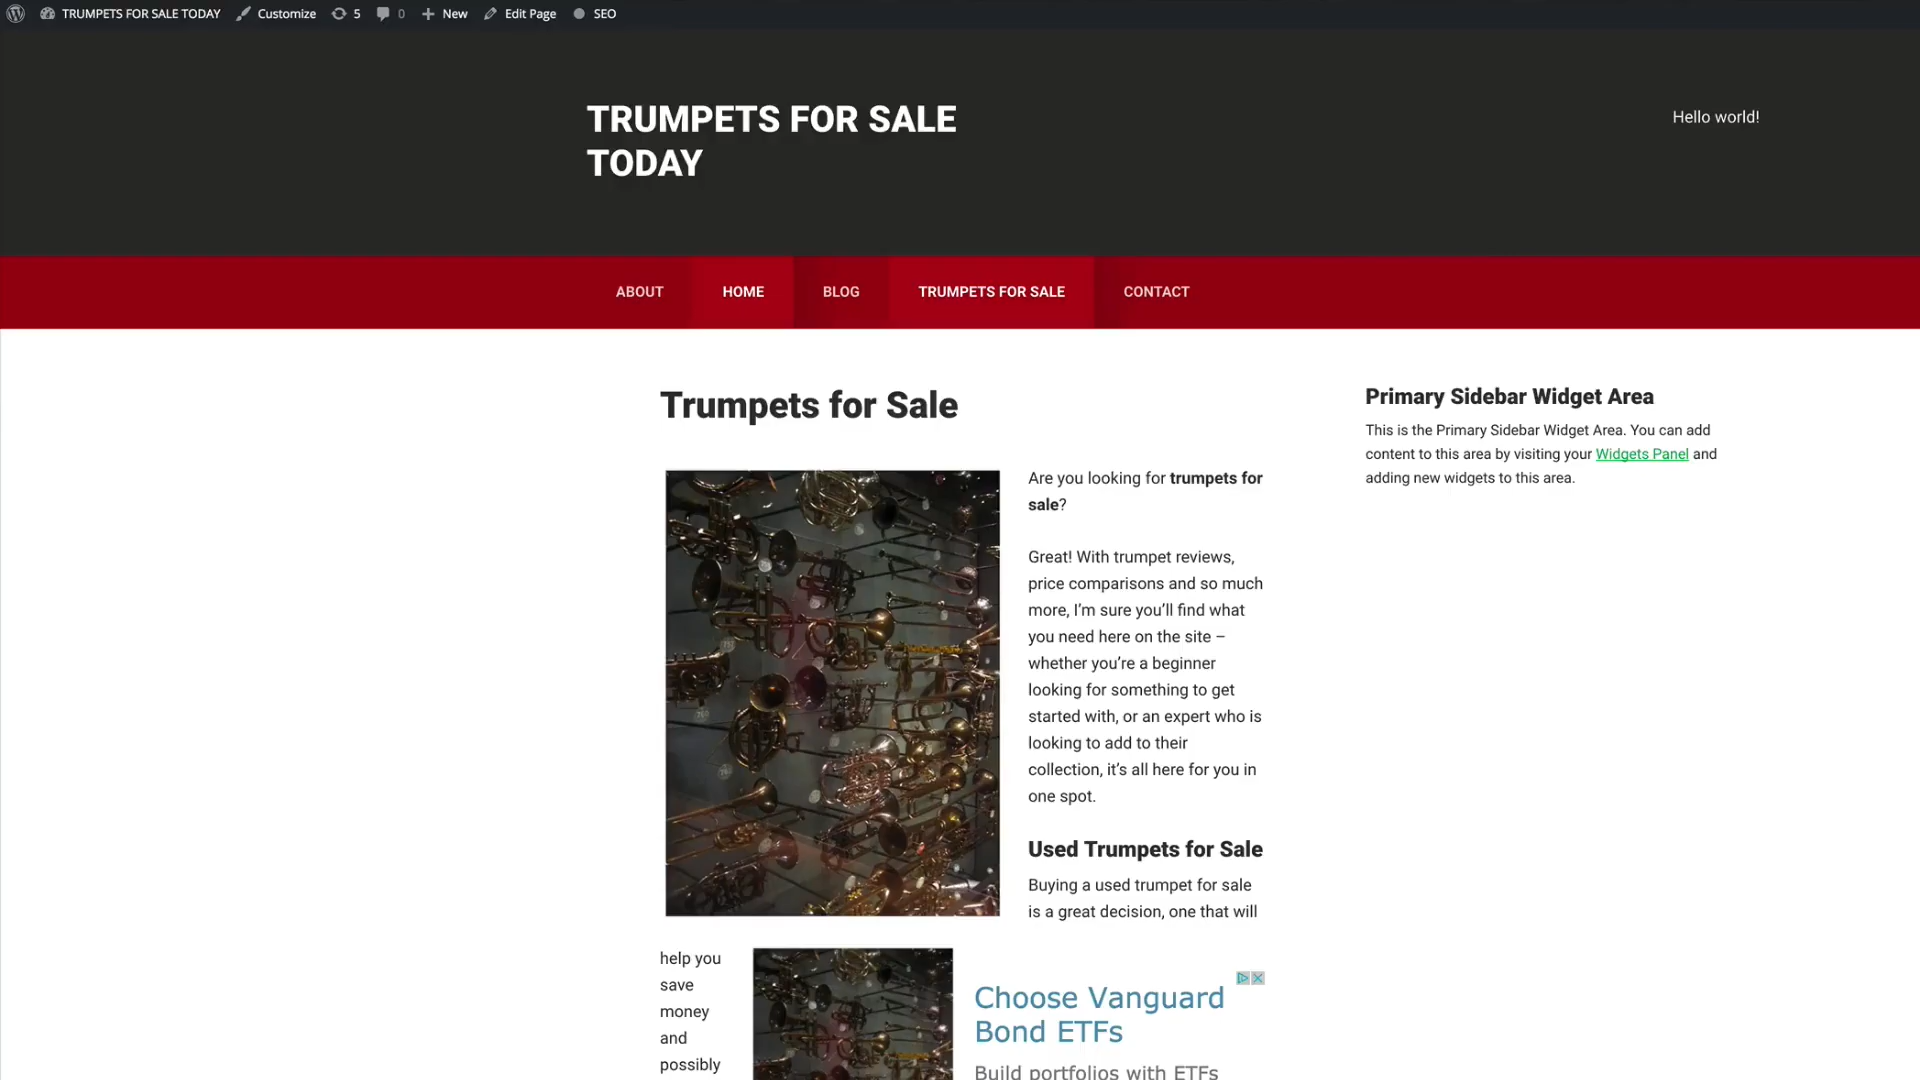 TRUMPETS FOR SALE TODAY Customize 5 0 New Edit Page SEO
TRUMPETS FOR SALE
TODAY
Hello world!
ABOUT HOME BLOG TRUMPETS FOR SALE CONTACT
Trumpets for Sale
Are you looking for trumpets for
sale?
Great! With trumpet reviews,
price comparisons and so much
more, I’m sure you’ll find what
you need here on the site –
whether you’re a beginner
looking for something to get
started with, or an expert who is
looking to add to their
collection, it’s all here for you in
one spot.
Used Trumpets for Sale
Buying a used trumpet for sale
is a great decision, one that will
help you
save
money
and
possibly
Choose Vanguard
Bond ETFs
Build portfolios with ETFs
Primary Sidebar Widget Area
This is the Primary Sidebar Widget Area. You can add
content to this area by visiting your Widgets Panel and
adding new widgets to this area.